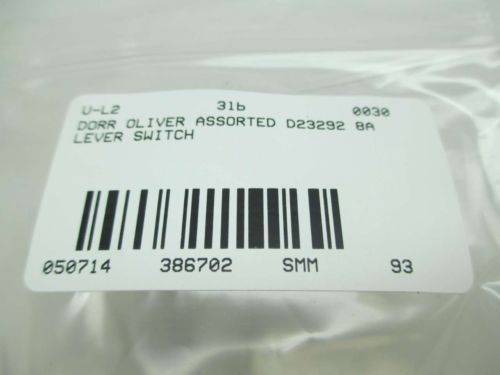 V-L2 31b 0030
DORR OLIVER ASSORTED D23292 8A
LEVER SWITCH
050714 386702 SMM 93